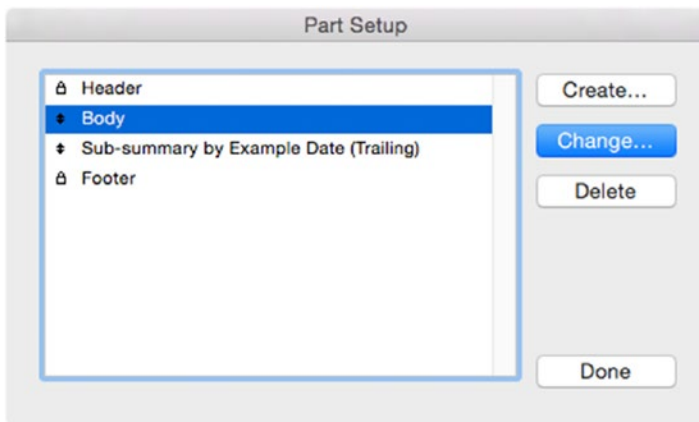 Part Setup
Header
Body
Sub-summary by Example Date (Trailing)
Footer
Create...
Change...
Delete
Done